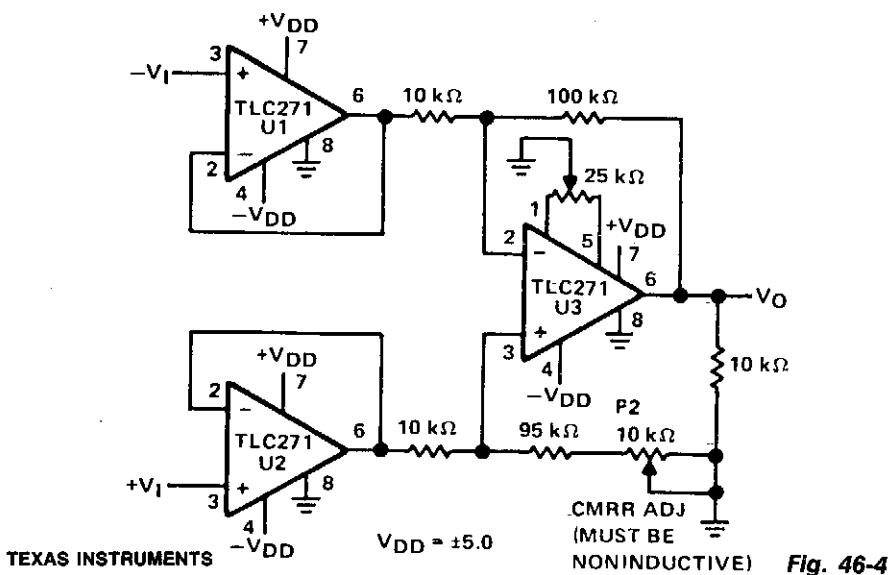 +VDD
7
3
−VI
+
TLC271
U1
6
−
2
8
4
−VDD
10 kΩ
100 kΩ
25 kΩ
1
5
+VDD
7
2
−
TLC271
U3
6
VO
+
3
8
4
−VDD
10 kΩ
+VDD
7
2
−
TLC271
U2
6
+VI
+
3
8
4
−VDD
10 kΩ
95 kΩ
P2
10 kΩ
CMRR ADJ
(MUST BE
NONINDUCTIVE)
VDD = ±5.0
TEXAS INSTRUMENTS
Fig. 46-4